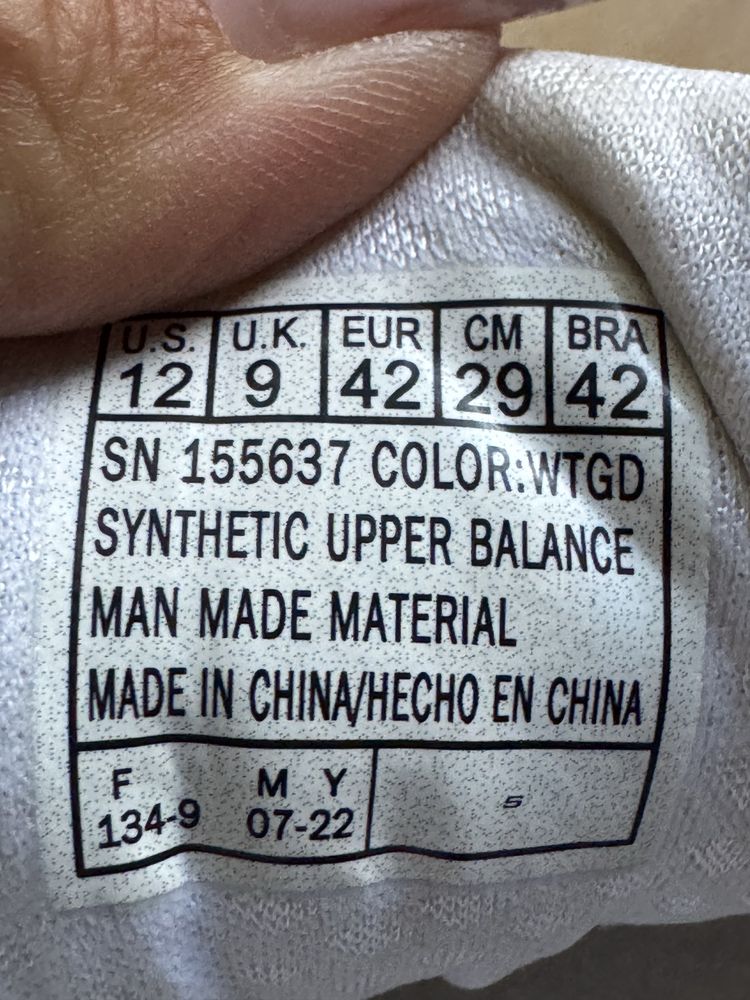 U.S. U.K. EUR CM BRA
12 9 42 29 42
SN 155637 COLOR:WTGD
SYNTHETIC UPPER BALANCE
MAN MADE MATERIAL
MADE IN CHINA/HECHO EN CHINA
F M Y
134-9 07-22
5